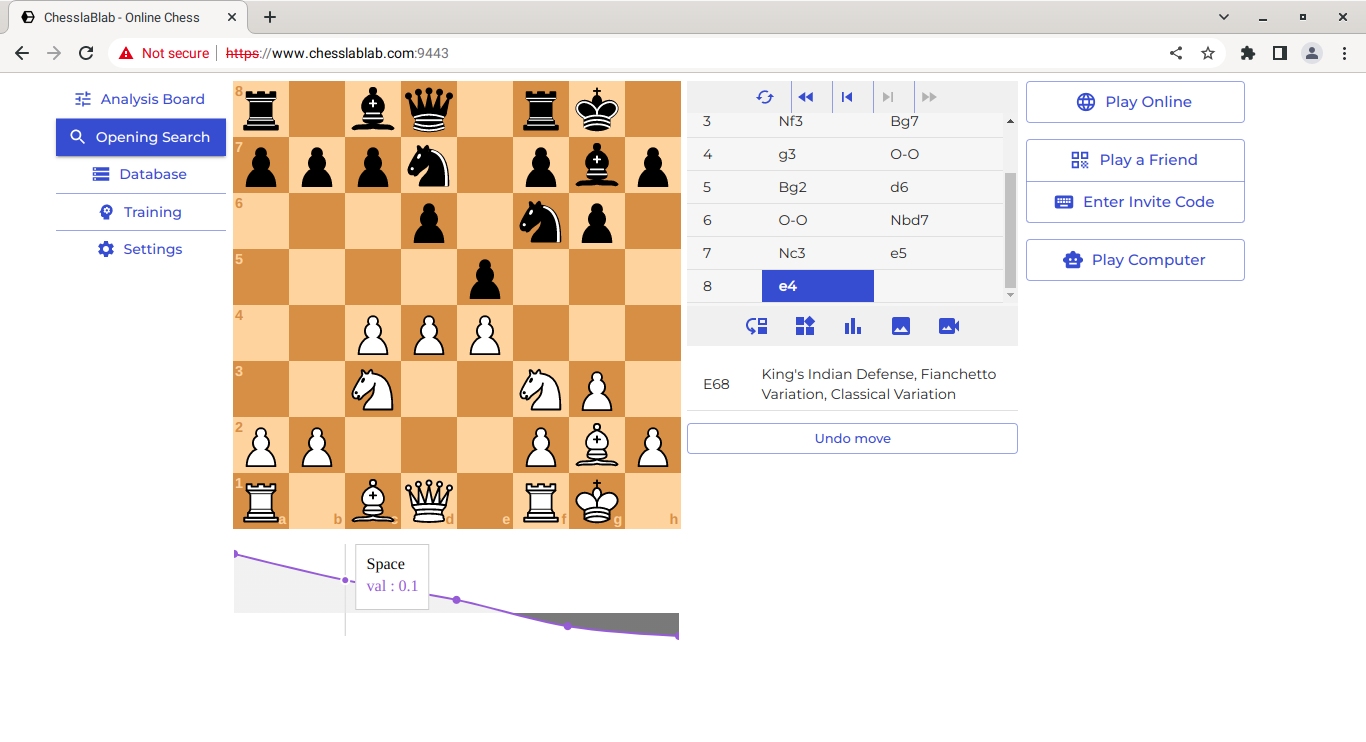 ChesslaBlab - Online Chess
Not secure https://www.chesslablab.com:9443
Analysis Board
Opening Search
Database
Training
Settings
8
7
6
5
4
3
2
1
a b c d e f g h
3 Nf3 Bg7
4 g3 O-O
5 Bg2 d6
6 O-O Nbd7
7 Nc3 e5
8 e4
E68 King's Indian Defense, Fianchetto
Variation, Classical Variation
Undo move
Play Online
Play a Friend
Enter Invite Code
Play Computer
Space
val : 0.1